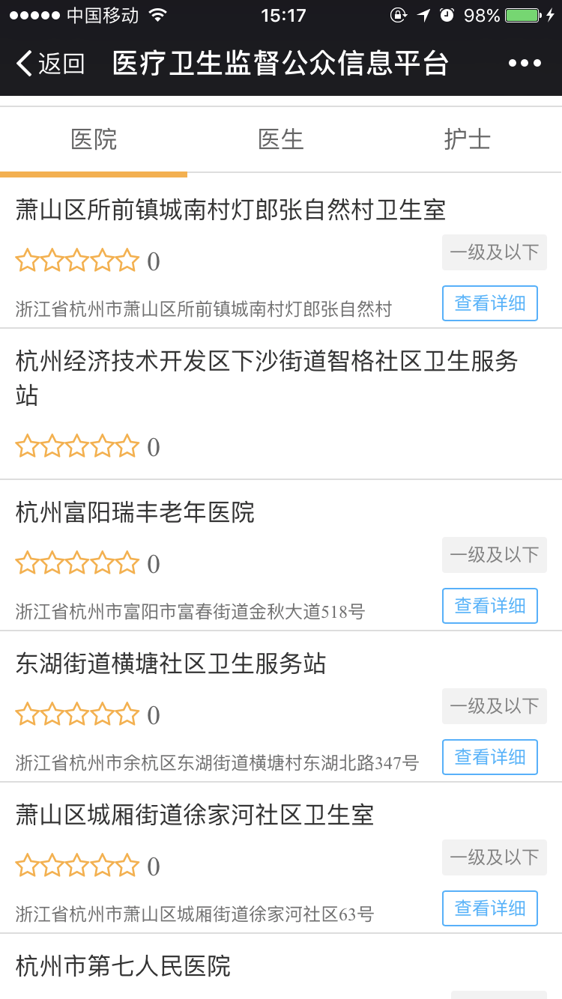 中国移动 15:17 98%
返回 医疗卫生监督公众信息平台
医院 医生 护士
萧山区所前镇城南村灯郎张自然村卫生室
0 一级及以下
浙江省杭州市萧山区所前镇城南村灯郎张自然村 查看详细
杭州经济技术开发区下沙街道智格社区卫生服务
站
0
杭州富阳瑞丰老年医院
0 一级及以下
浙江省杭州市富阳市富春街道金秋大道518号 查看详细
东湖街道横塘社区卫生服务站
0 一级及以下
浙江省杭州市余杭区东湖街道横塘村东湖北路347号 查看详细
萧山区城厢街道徐家河社区卫生室
0 一级及以下
浙江省杭州市萧山区城厢街道徐家河社区63号 查看详细
杭州市第七人民医院